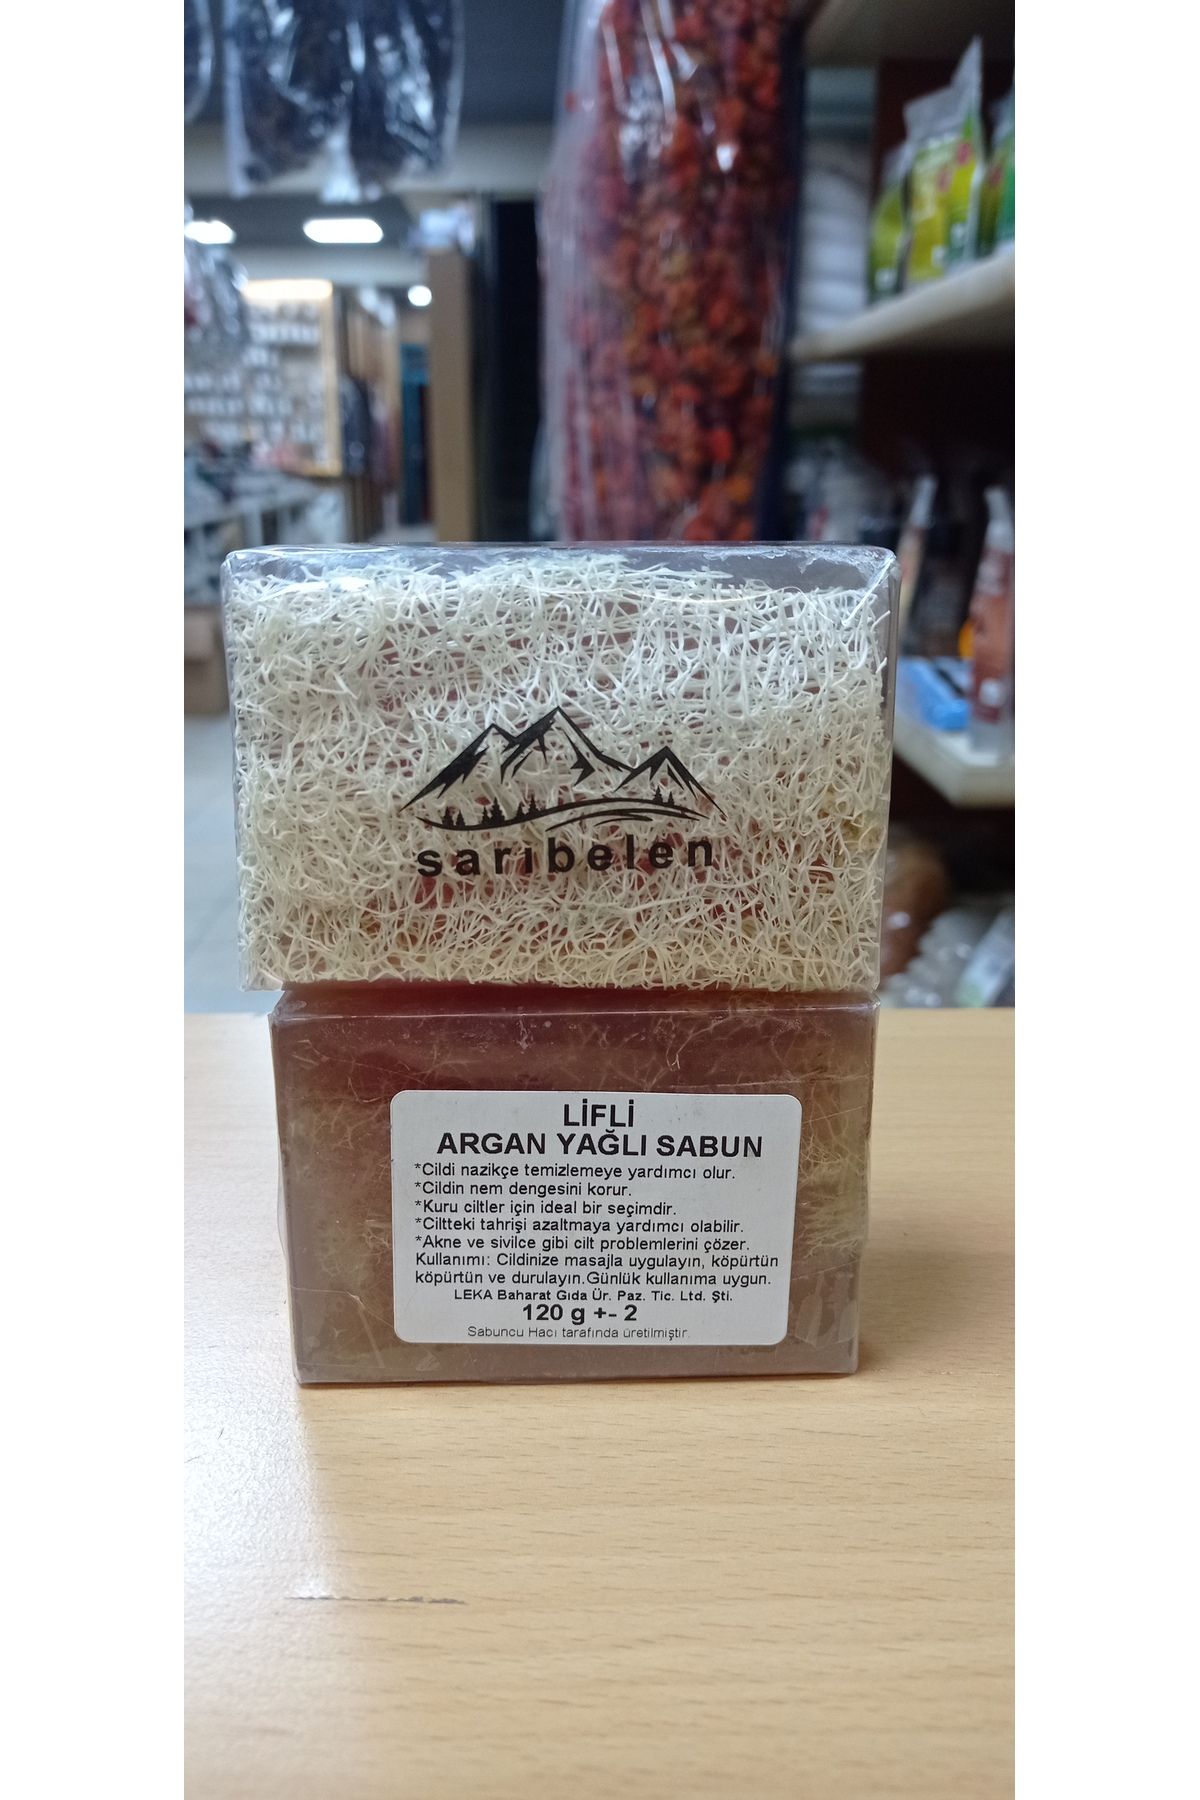 sarıbelen
LİFLİ
ARGAN YAĞLI SABUN
*Cildi nazikçe temizlemeye yardımcı olur.
*Cildin nem dengesini korur.
*Kuru ciltler için ideal bir seçimdir.
*Ciltteki tahrişi azaltmaya yardımcı olabilir.
*Akne ve sivilce gibi cilt problemlerini çözer.
Kullanımı: Cildinize masajla uygulayın, köpürtün
köpürtün ve durulayın.Günlük kullanıma uygun.
LEKA Baharat Gıda Ür. Paz. Tic. Ltd. Şti.
120 g +- 2
Sabuncu Hacı tarafında üretilmiştir.